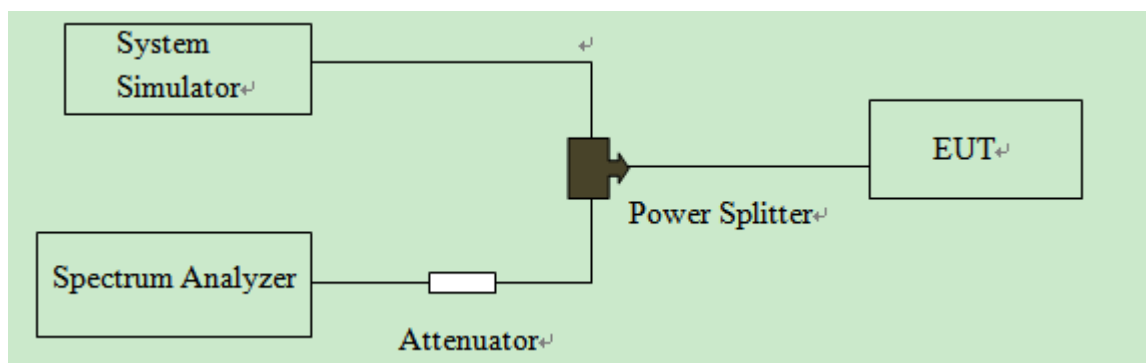 System
Simulator↵
↵
EUT↵
Power Splitter↵
Spectrum Analyzer
Attenuator↵